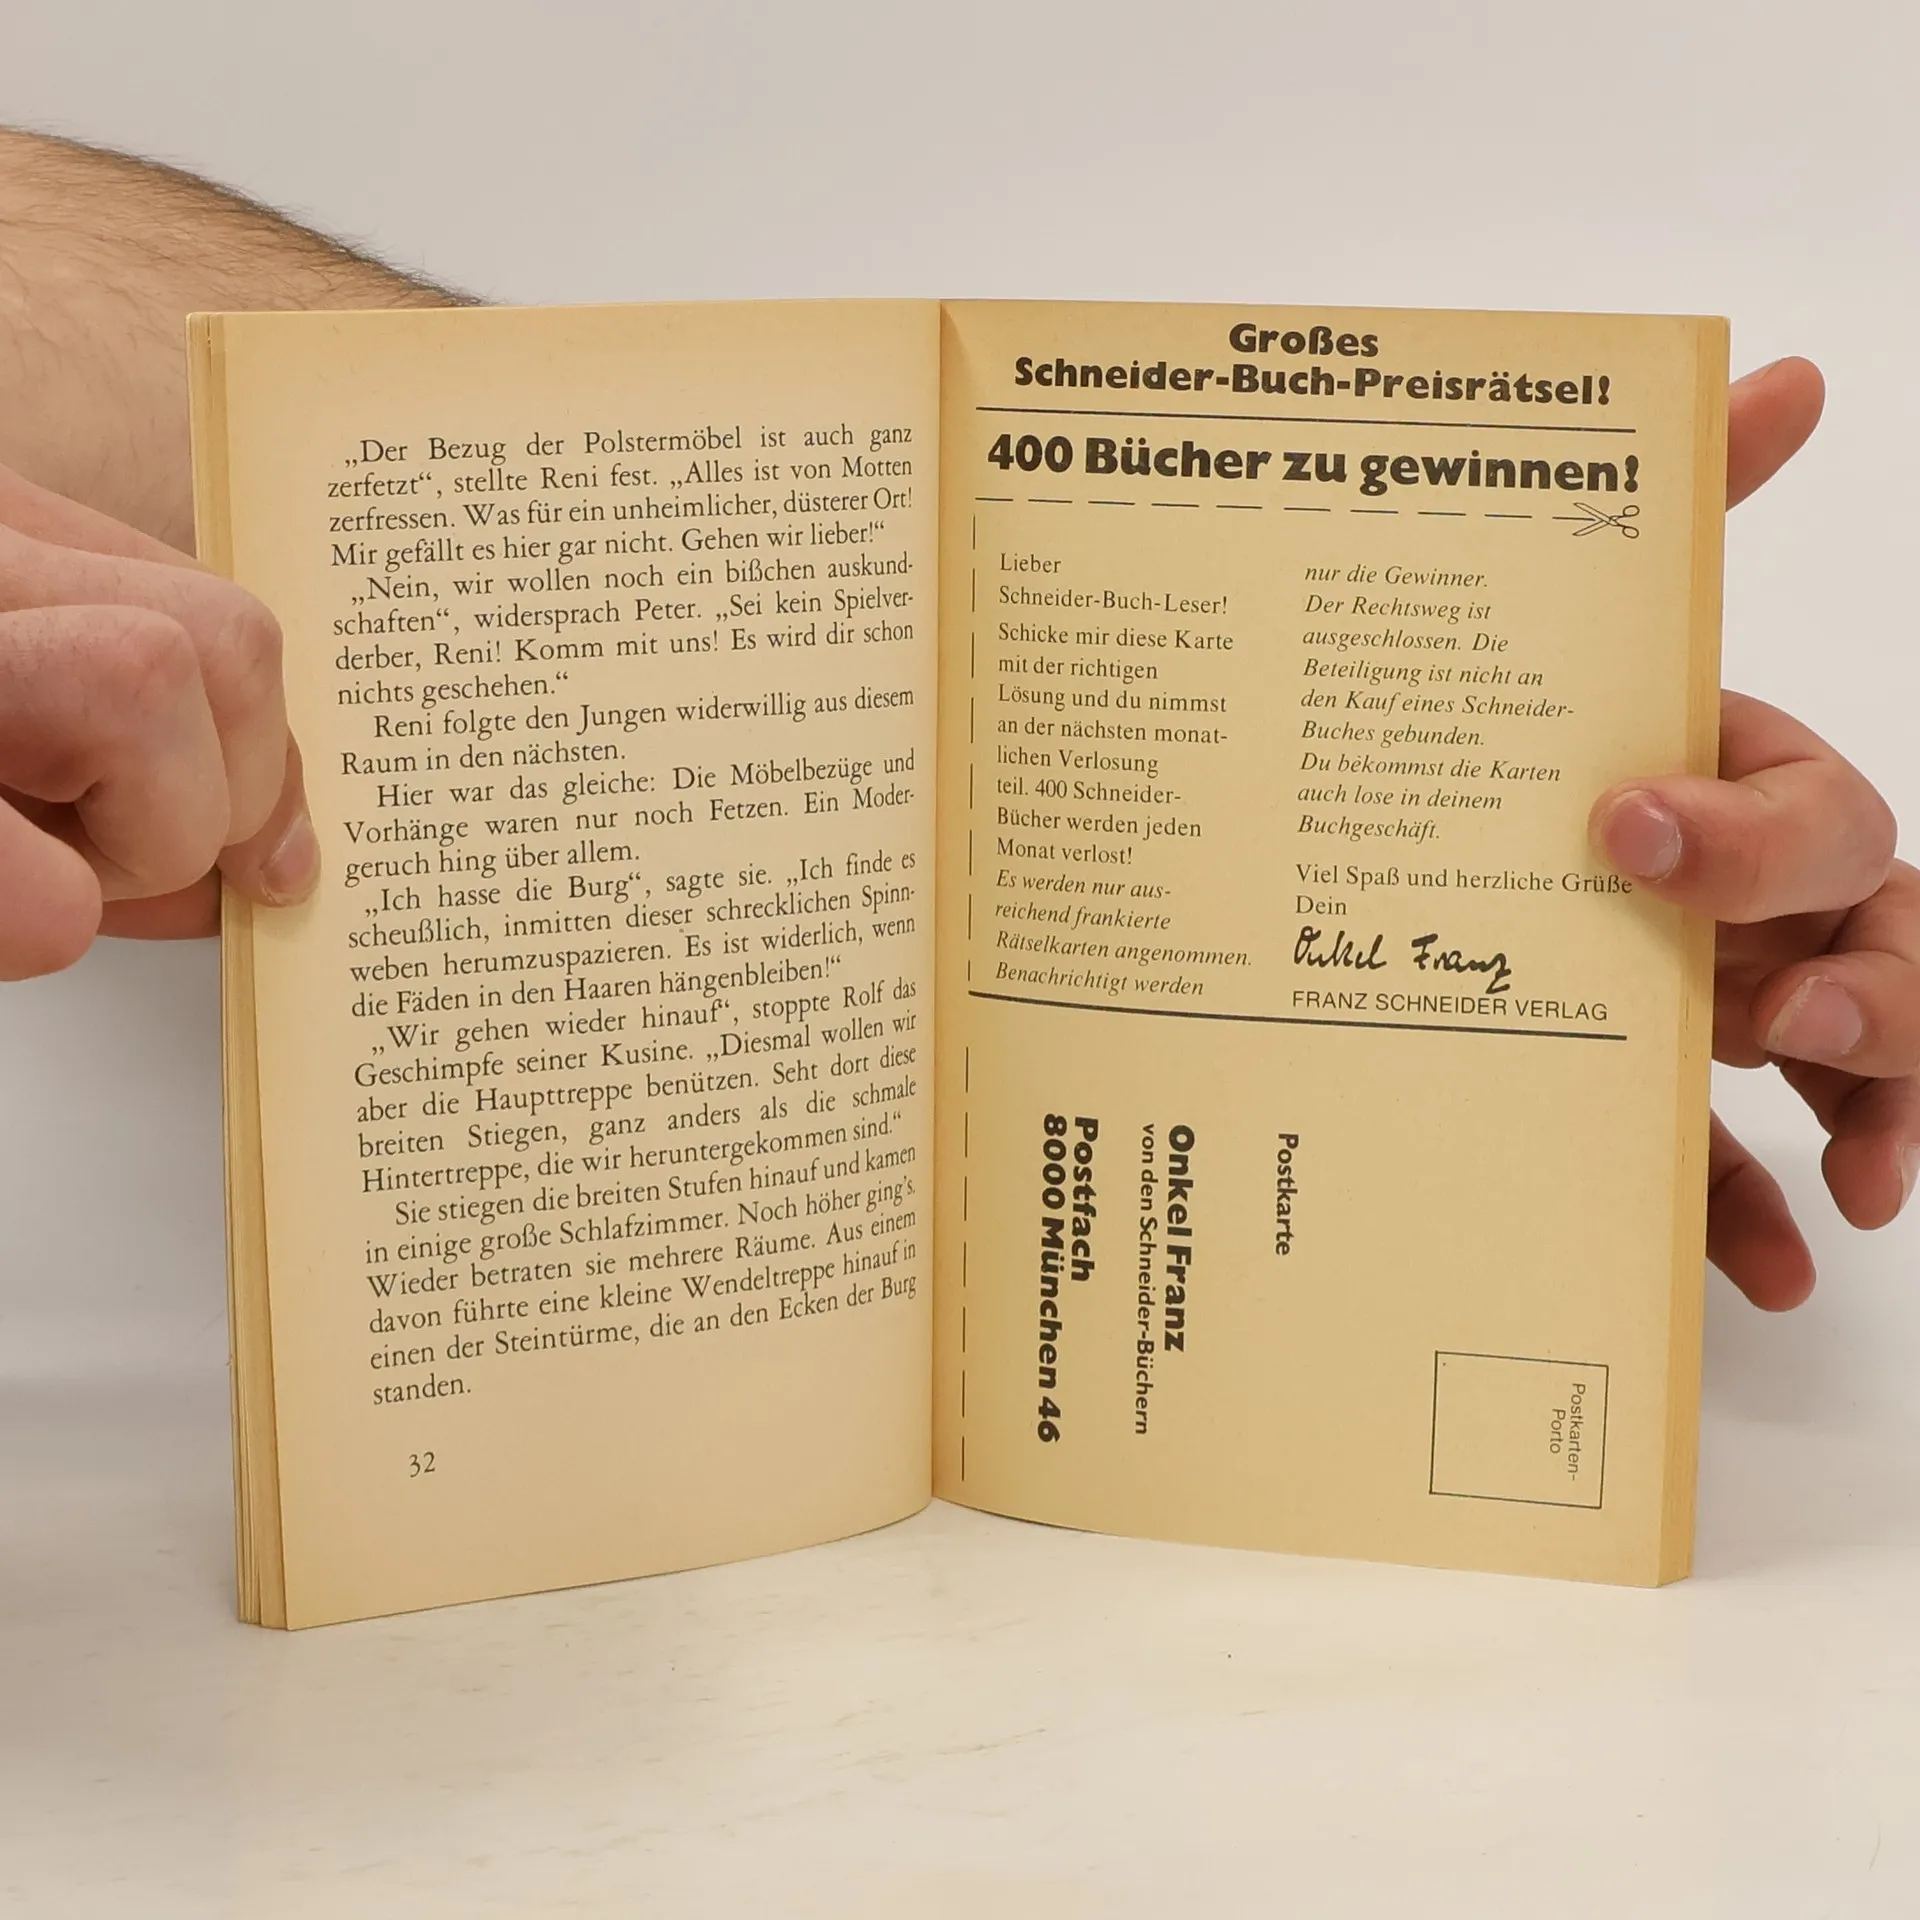 „Der Bezug der Polstermöbel ist auch ganz
zerfetzt“, stellte Reni fest. „Alles ist von Motten
zerfressen. Was für ein unheimlicher, düsterer Ort!
Mir gefällt es hier gar nicht. Gehen wir lieber!“
„Nein, wir wollen noch ein bißchen auskund-
schaften“, widersprach Peter. „Sei kein Spielver-
derber, Reni! Komm mit uns! Es wird dir schon
nichts geschehen.“
Reni folgte den Jungen widerwillig aus diesem
Raum in den nächsten.
Hier war das gleiche: Die Möbelbezüge und
Vorhänge waren nur noch Fetzen. Ein Moder-
geruch hing über allem.
„Ich hasse die Burg“, sagte sie. „Ich finde es
scheußlich, inmitten dieser schrecklichen Spinn-
weben herumzuspazieren. Es ist widerlich, wenn
die Fäden in den Haaren hängenbleiben!“
„Wir gehen wieder hinauf“, stoppte Rolf das
Geschimpfe seiner Kusine. „Diesmal wollen wir
aber die Haupttreppe benützen. Seht dort diese
breiten Stiegen, ganz anders als die schmale
Hintertreppe, die wir heruntergekommen sind.“
Sie stiegen die breiten Stufen hinauf und kamen
in einige große Schlafzimmer. Noch höher ging's.
Wieder betraten sie mehrere Räume. Aus einem
davon führte eine kleine Wendeltreppe hinauf in
einen der Steintürme, die an den Ecken der Burg
standen.
32
Großes
Schneider-Buch-Preisrätsel!
400 Bücher zu gewinnen!
Lieber
Schneider-Buch-Leser!
Schicke mir diese Karte
mit der richtigen
Lösung und du nimmst
an der nächsten monat-
lichen Verlosung
teil. 400 Schneider-
Bücher werden jeden
Monat verlost!
Es werden nur aus-
reichend frankierte
Rätselkarten angenommen.
Benachrichtigt werden
nur die Gewinner.
Der Rechtsweg ist
ausgeschlossen. Die
Beteiligung ist nicht an
den Kauf eines Schneider-
Buches gebunden.
Du bekommst die Karten
auch lose in deinem
Buchgeschäft.
Viel Spaß und herzliche Grüße
Dein
Onkel Franz
FRANZ SCHNEIDER VERLAG
Postkarte
Onkel Franz
von den Schneider-Büchern
Postfach
8000 München 46
Postkarten-
Porto